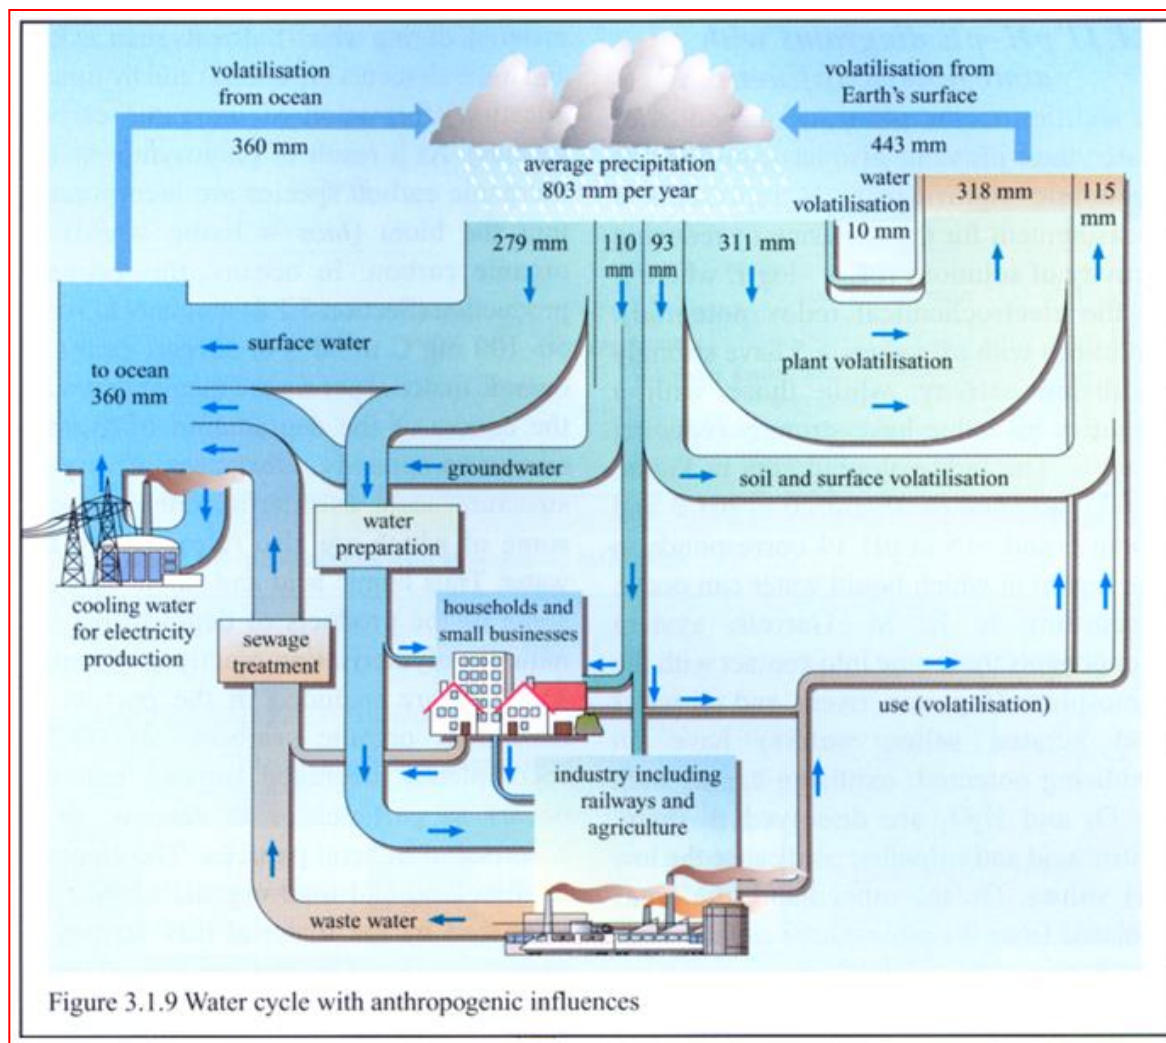 volatilisation
from ocean
360 mm
volatilisation from
Earth's surface
443 mm
average precipitation
803 mm per year
water
volatilisation
10 mm
318 mm
115
mm
279 mm
110
mm
93
mm
311 mm
surface water
to ocean
360 mm
plant volatilisation
groundwater
soil and surface volatilisation
water
preparation
cooling water
for electricity
production
sewage
treatment
households and
small businesses
use (volatilisation)
industry including
railways and
agriculture
waste water
Figure 3.1.9 Water cycle with anthropogenic influences